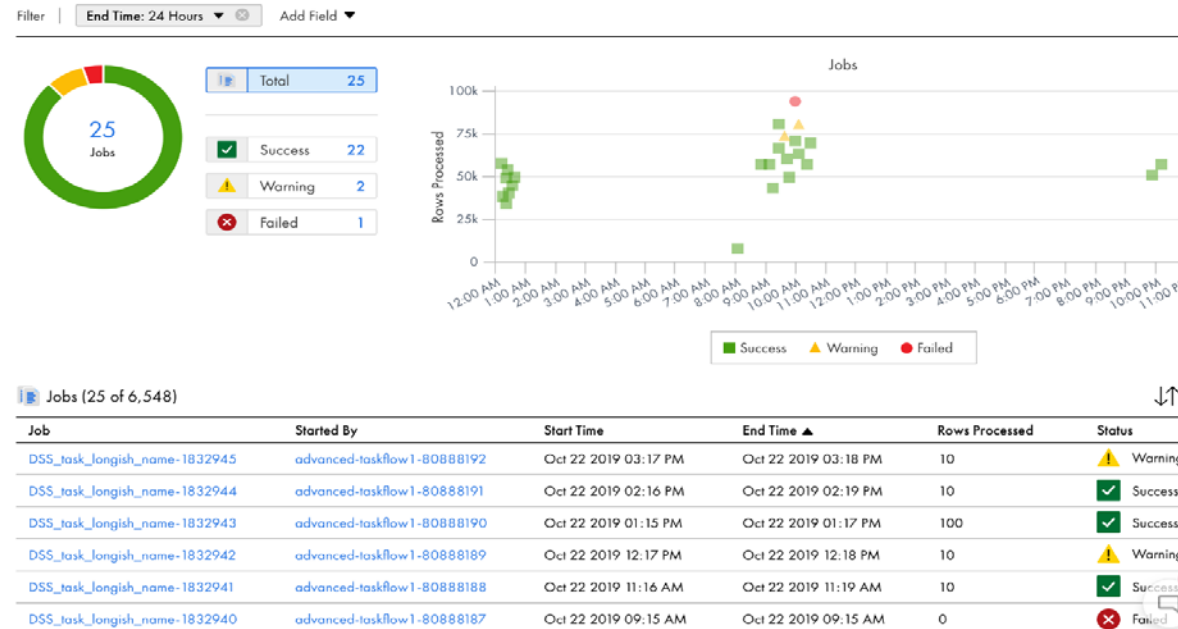 Filter | End Time: 24 Hours Add Field
25
Jobs
Total 25
Success 22
Warning 2
Failed 1
Jobs
Rows Processed
100k
75k
50k
25k
0
12:00 AM 1:00 AM 2:00 AM 3:00 AM 4:00 AM 5:00 AM 6:00 AM 7:00 AM 8:00 AM 9:00 AM 10:00 AM 11:00 AM 12:00 PM 1:00 PM 2:00 PM 3:00 PM 4:00 PM 5:00 PM 6:00 PM 7:00 PM 8:00 PM 9:00 PM 10:00 PM 11:00 P
Success Warning Failed
Jobs (25 of 6,548)
Job Started By Start Time End Time Rows Processed Status
DSS_task_longish_name-1832945 advanced-taskflow1-80888192 Oct 22 2019 03:17 PM Oct 22 2019 03:18 PM 10 Warning
DSS_task_longish_name-1832944 advanced-taskflow1-80888191 Oct 22 2019 02:16 PM Oct 22 2019 02:19 PM 10 Success
DSS_task_longish_name-1832943 advanced-taskflow1-80888190 Oct 22 2019 01:15 PM Oct 22 2019 01:17 PM 100 Success
DSS_task_longish_name-1832942 advanced-taskflow1-80888189 Oct 22 2019 12:17 PM Oct 22 2019 12:18 PM 10 Warning
DSS_task_longish_name-1832941 advanced-taskflow1-80888188 Oct 22 2019 11:16 AM Oct 22 2019 11:19 AM 10 Success
DSS_task_longish_name-1832940 advanced-taskflow1-80888187 Oct 22 2019 09:15 AM Oct 22 2019 09:15 AM 0 Failed